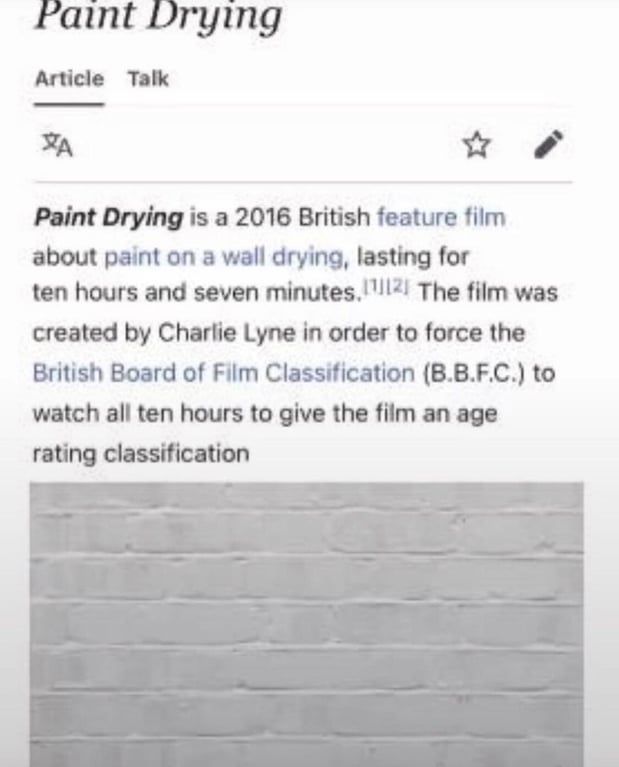 Paint Drying
Article Talk
Paint Drying is a 2016 British feature film
about paint on a wall drying, lasting for
ten hours and seven minutes.[1][2] The film was
created by Charlie Lyne in order to force the
British Board of Film Classification (B.B.F.C.) to
watch all ten hours to give the film an age
rating classification